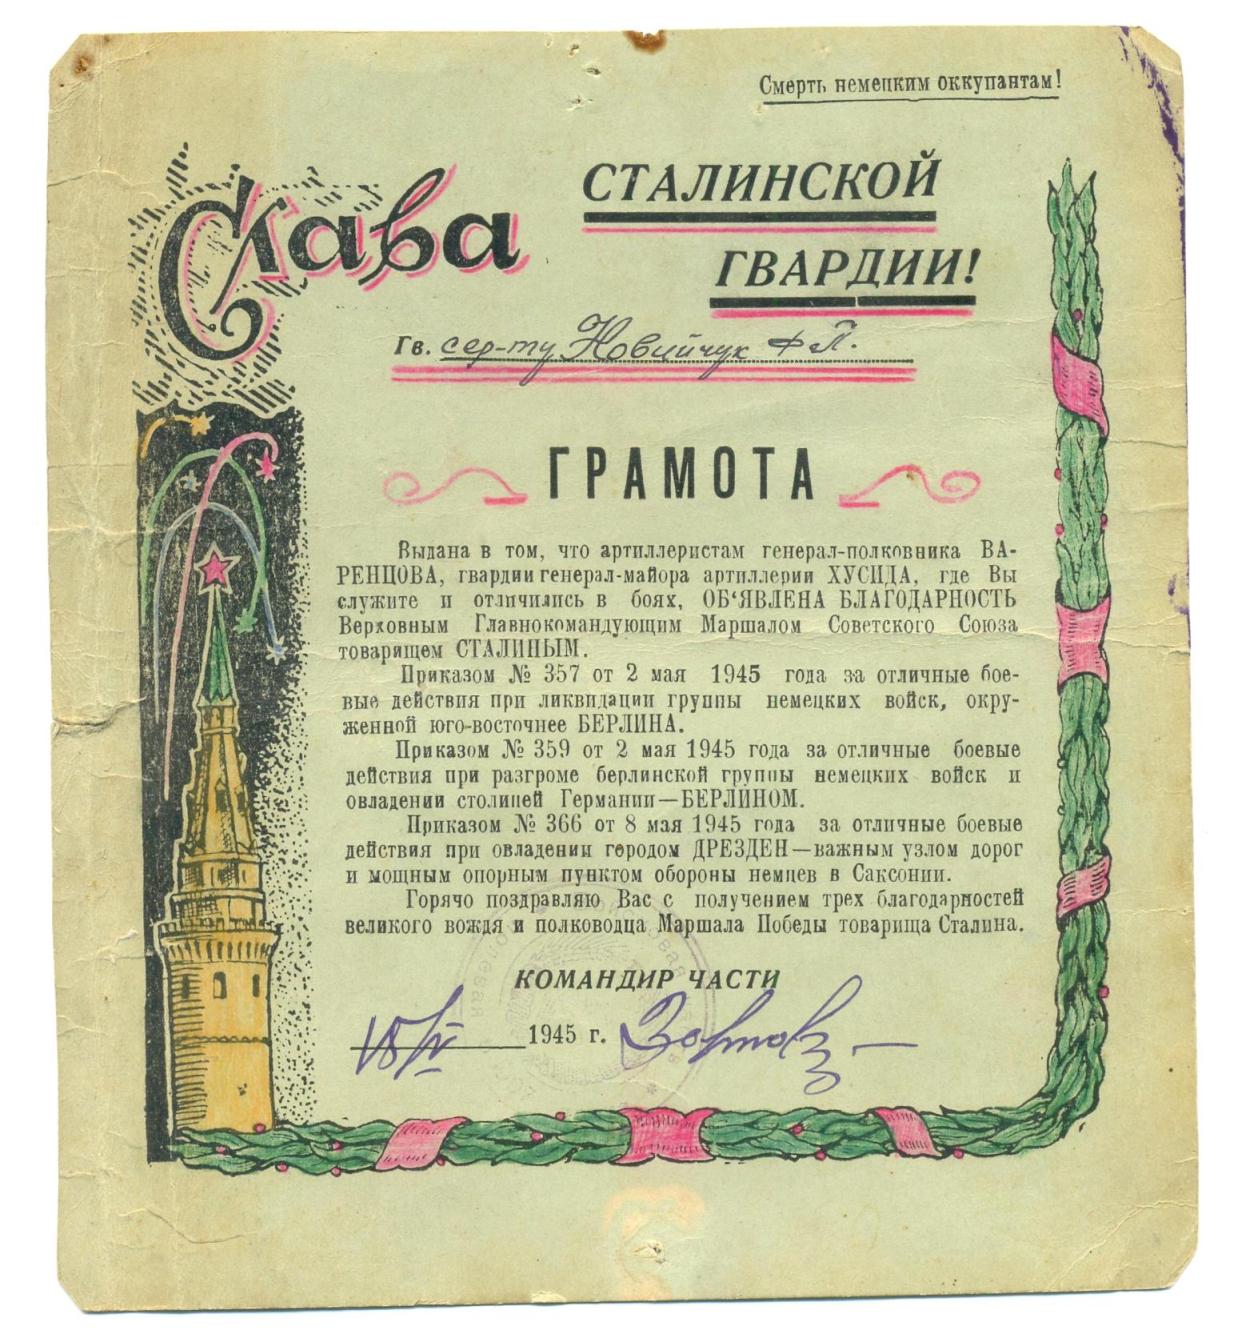 Смерть немецким оккупантам!
Слава
СТАЛИНСКОЙ
ГВАРДИИ!
Гв. сер-ту Новийчук Ф П.
ГРАМОТА
Выдана в том, что артиллеристам генерал-полковника ВА-
РЕНЦОВА, гвардии генерал-майора артиллерии ХУСИДА, где Вы
служите и отличились в боях, ОБ‘ЯВЛЕНА БЛАГОДАРНОСТЬ
Верховным Главнокомандующим Маршалом Советского Союза
товарищем СТАЛИНЫМ.
Приказом № 357 от 2 мая 1945 года за отличные бое-
вые действия при ликвидации группы немецких войск, окру-
женной юго-восточнее БЕРЛИНА.
Приказом № 359 от 2 мая 1945 года за отличные боевые
действия при разгроме берлинской группы немецких войск и
овладении столицей Германии—БЕРЛИНОМ.
Приказом № 366 от 8 мая 1945 года за отличные боевые
действия при овладении городом ДРЕЗДЕН—важным узлом дорог
и мощным опорным пунктом обороны немцев в Саксонии.
Горячо поздравляю Вас с получением трех благодарностей
великого вождя и полководца Маршала Победы товарища Сталина.
КОМАНДИР ЧАСТИ
1945 г.